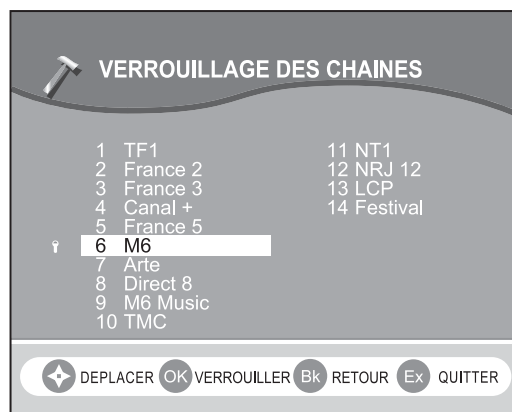 VERROUILLAGE DES CHAINES
1 TF1
2 France 2
3 France 3
4 Canal +
5 France 5
6 M6
7 Arte
8 Direct 8
9 M6 Music
10 TMC
11 NT1
12 NRJ 12
13 LCP
14 Festival
DEPLACER OK VERROUILLER Bk RETOUR Ex QUITTER